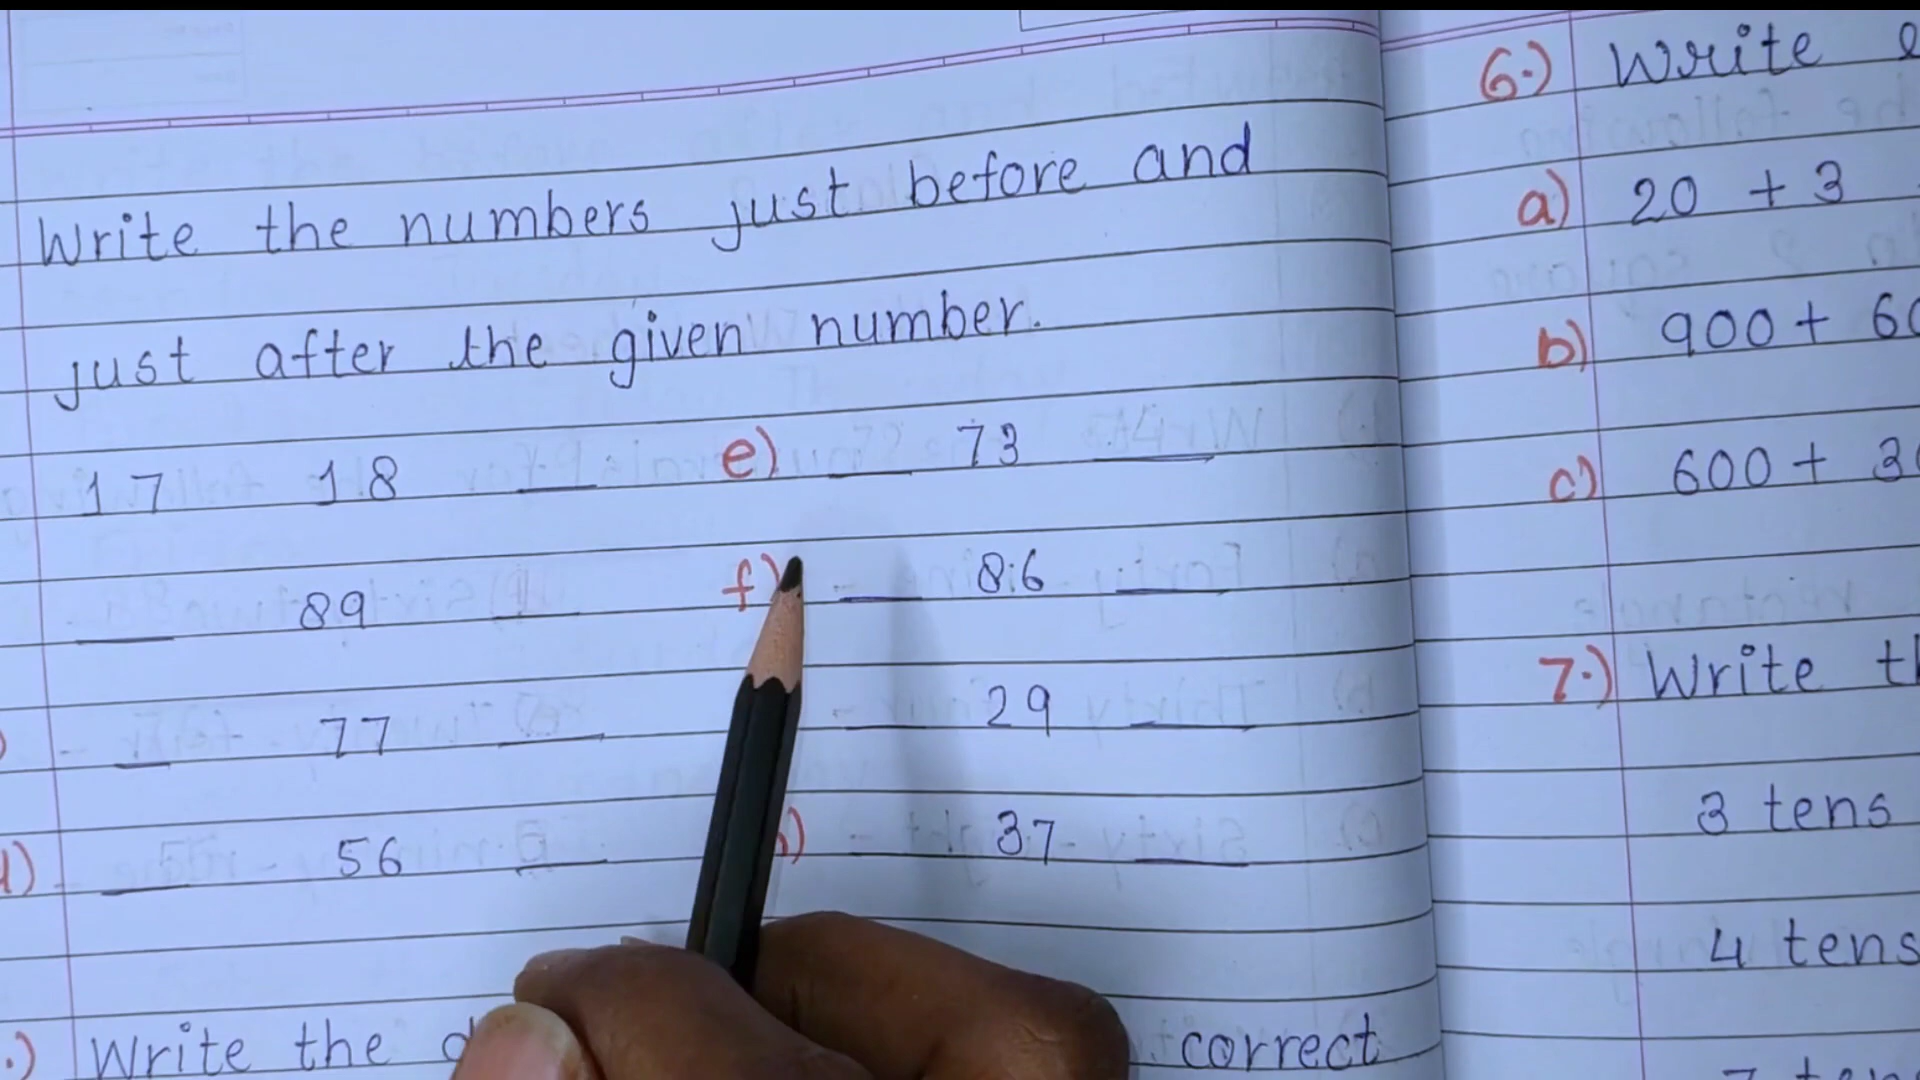 Write the numbers just before and
just after the given number.
17 18 ___ e) ___ 73 ___
___ 89 ___ f) ___ 86 ___
___ 77 ___ ___ 29 ___
d) ___ 56 ___ ) ___ 37 ___
.) Write the correct
6.) Write
a) 20 + 3
b) 900 + 60
c) 600 + 30
7.) Write
3 tens
4 tens